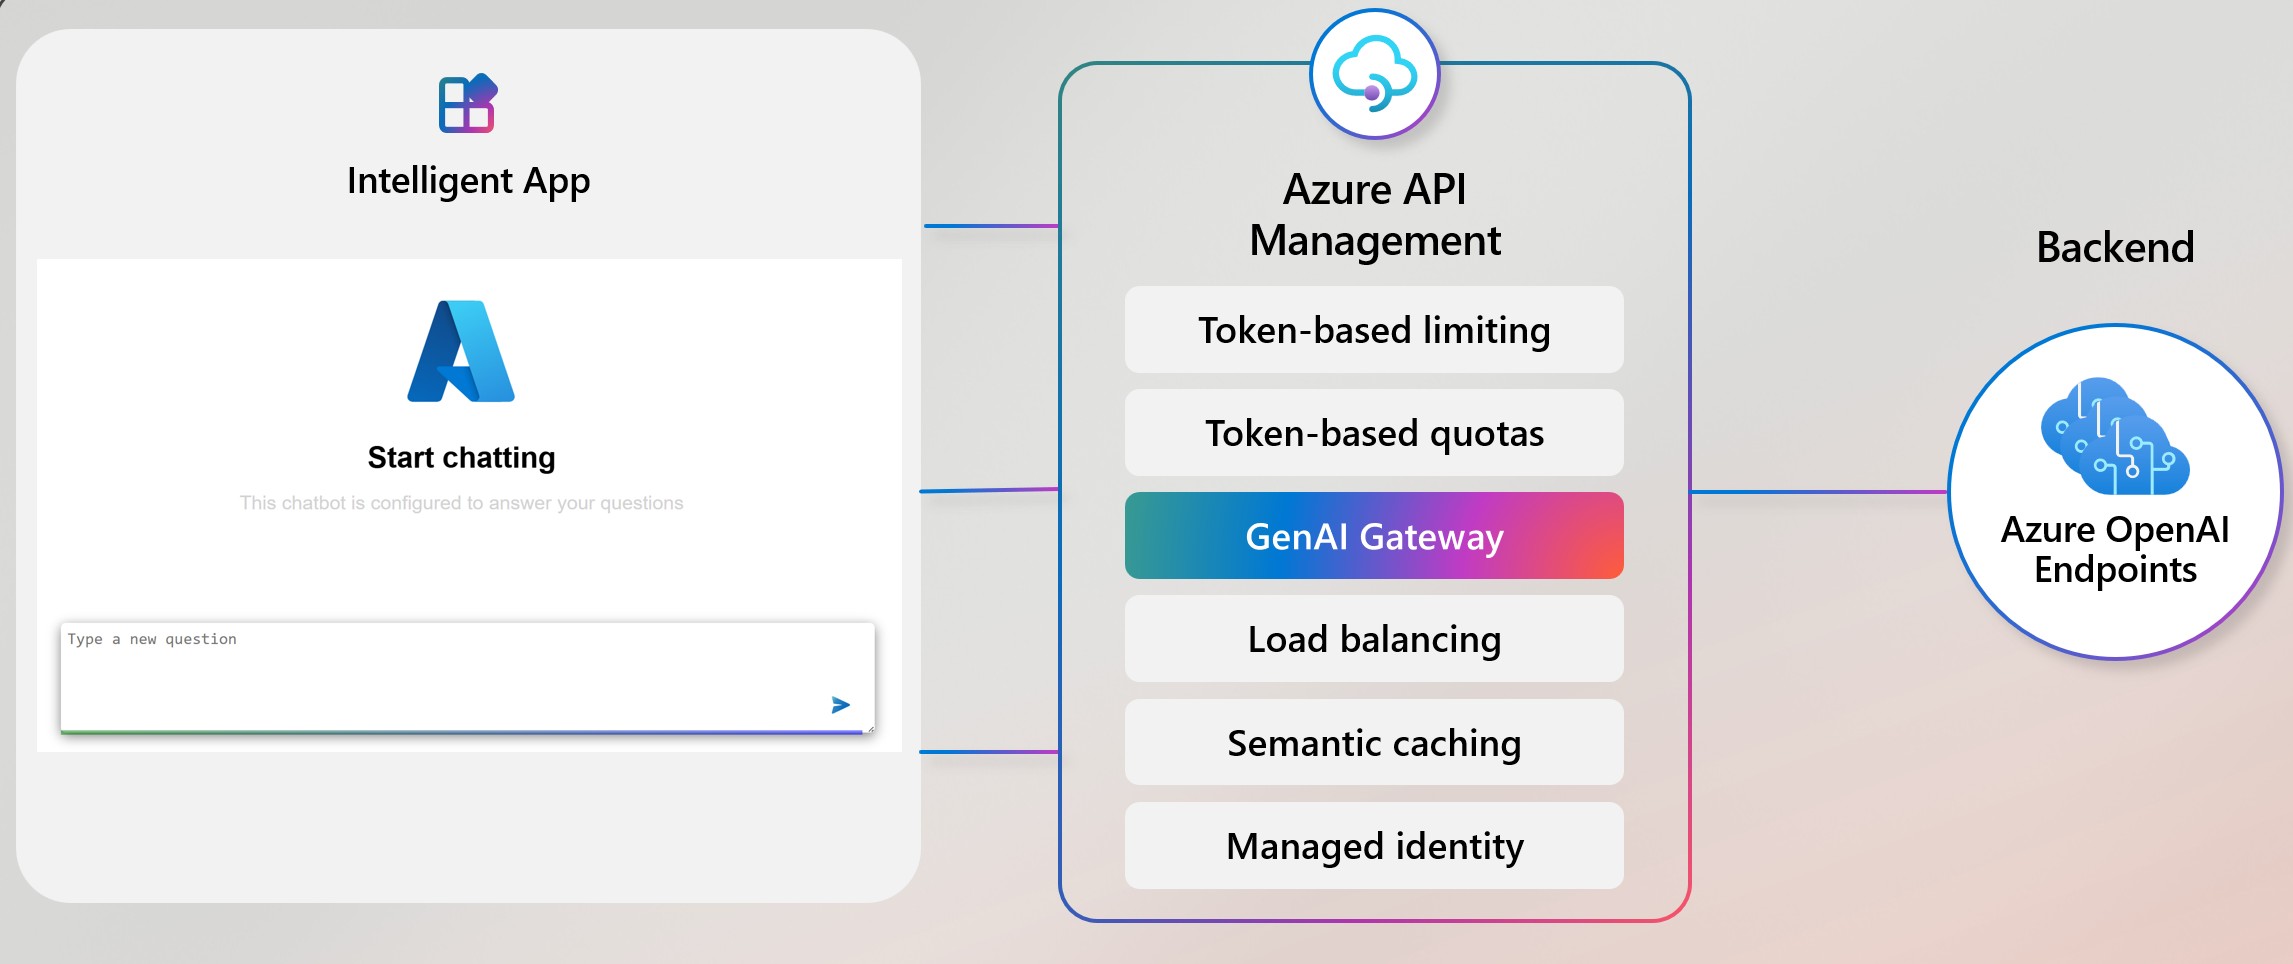 Intelligent App
Start chatting
This chatbot is configured to answer your questions
Type a new question
Azure API
Management
Token-based limiting
Token-based quotas
GenAI Gateway
Load balancing
Semantic caching
Managed identity
Backend
Azure OpenAI
Endpoints